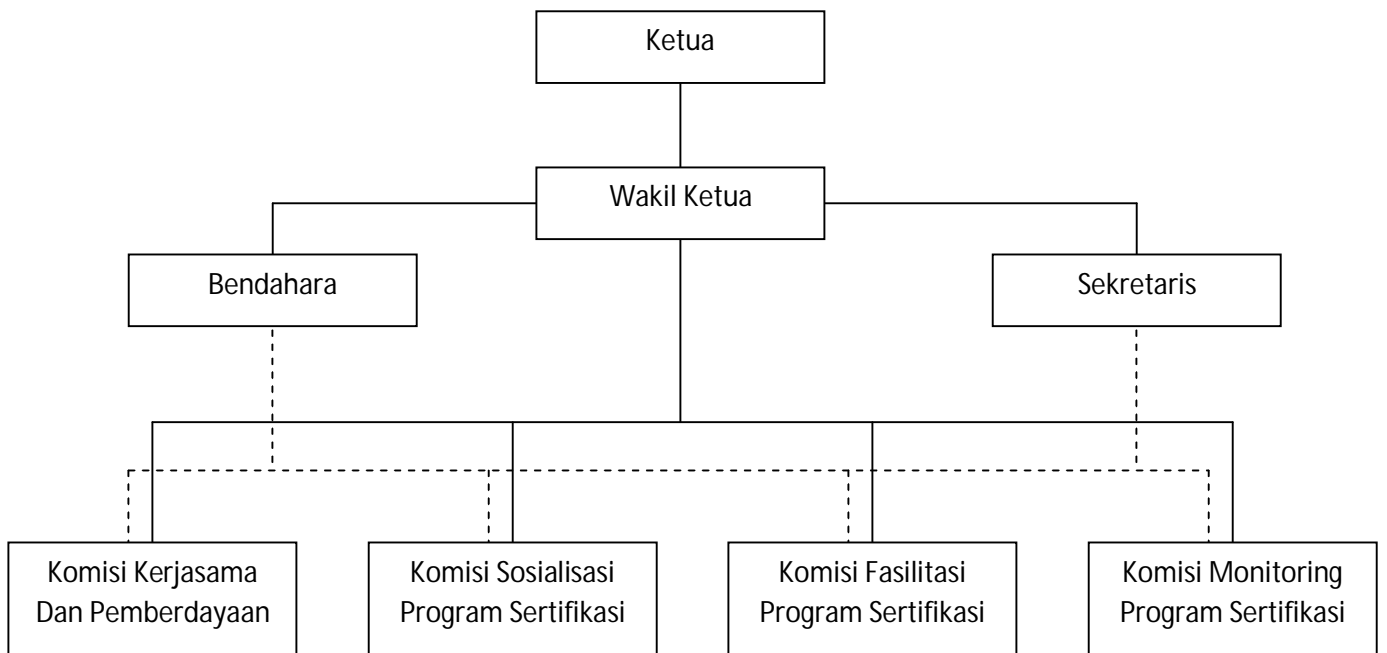 Ketua
Wakil Ketua
Bendahara
Sekretaris
Komisi Kerjasama
Dan Pemberdayaan
Komisi Sosialisasi
Program Sertifikasi
Komisi Fasilitasi
Program Sertifikasi
Komisi Monitoring
Program Sertifikasi